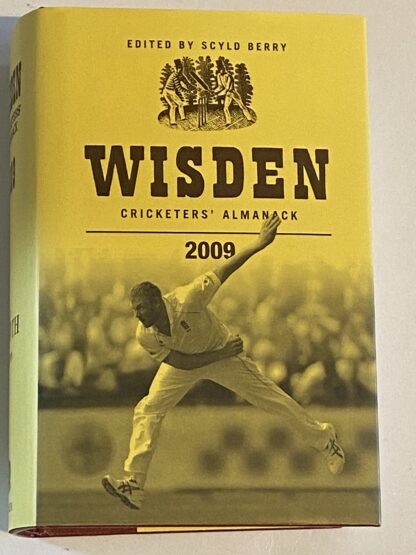 EDITED BY SCYLD BERRY
WISDEN
CRICKETERS' ALMANACK
2009